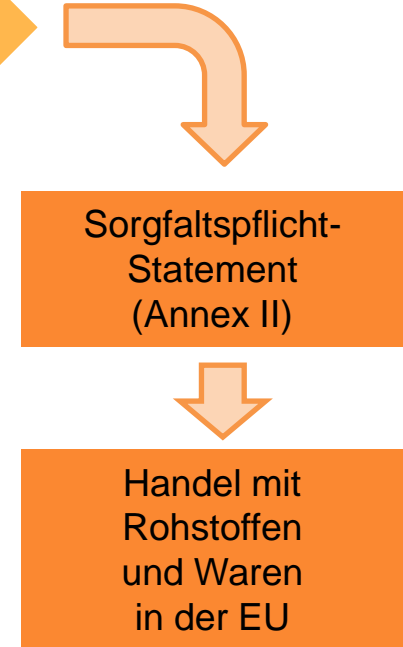 Sorgfaltspflicht-
Statement
(Annex II)
Handel mit
Rohstoffen
und Waren
in der EU